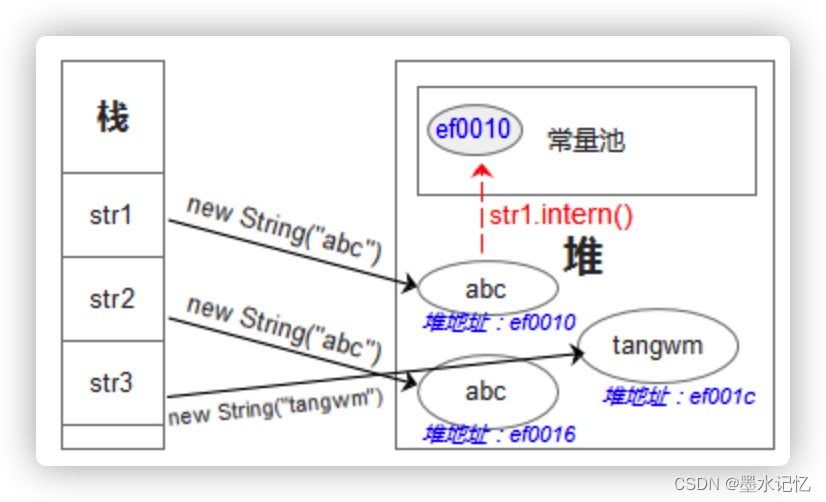 栈
str1
str2
str3
new String("abc")
new String("abc")
new String("tangwm")
ef0010
常量池
str1.intern()
堆
abc
堆地址：ef0010
tangwm
堆地址：ef001c
abc
堆地址：ef0016
CSDN @墨水记忆